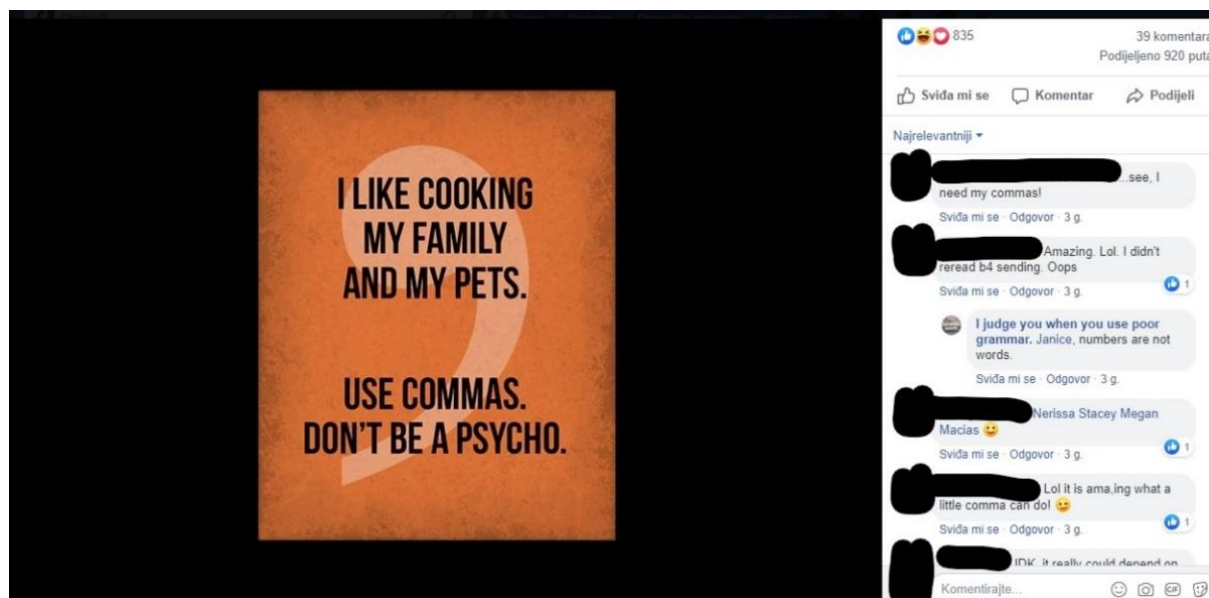 I LIKE COOKING
MY FAMILY
AND MY PETS.
USE COMMAS.
DON'T BE A PSYCHO.
835
39 komentara
Podijeljeno 920 puta
Sviđa mi se
Komentar
Podijeli
Najrelevantniji
...see, I
need my commas!
Sviđa mi se · Odgovor · 3 g.
Amazing. Lol. I didn't
reread b4 sending. Oops
1
Sviđa mi se · Odgovor · 3 g.
I judge you when you use poor
grammar. Janice, numbers are not
words.
Sviđa mi se · Odgovor · 3 g.
Nerissa Stacey Megan
Macias
1
Sviđa mi se · Odgovor · 3 g.
Lol it is ama,ing what a
little comma can do!
1
Sviđa mi se · Odgovor · 3 g.
IDK, it really could depend on
Komentirajte...
GIF